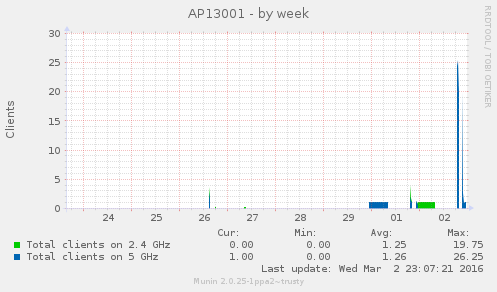 AP13001 - by week
RRDTOOL / TOBI OETIKER
Clients
30
25
20
15
10
5
0
24 25 26 27 28 29 01 02
Cur: Min: Avg: Max:
Total clients on 2.4 GHz 0.00 0.00 1.25 19.75
Total clients on 5 GHz 1.00 0.00 1.26 26.25
Last update: Wed Mar 2 23:07:21 2016
Munin 2.0.25-1ppa2~trusty